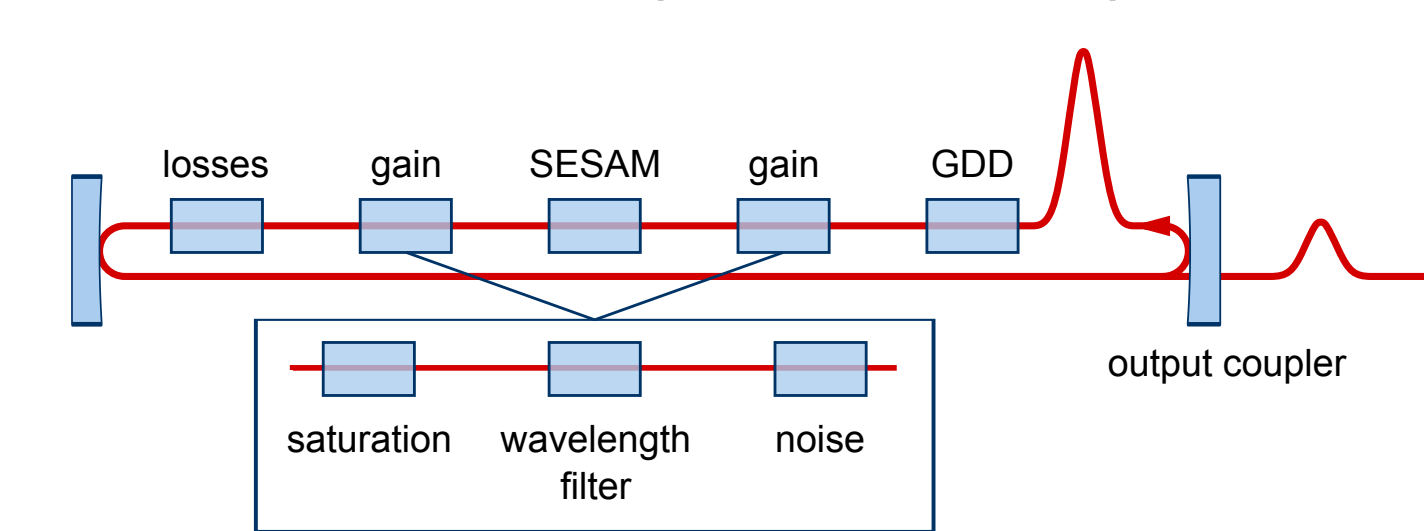 losses
gain
SESAM
gain
GDD
output coupler
saturation
wavelength
filter
noise